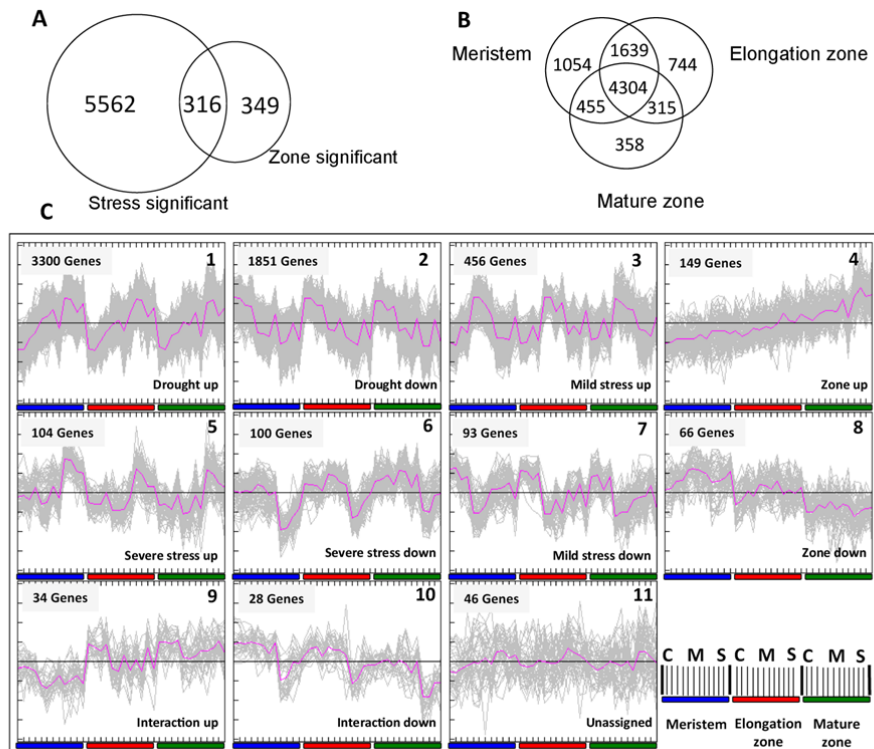 A
5562
316
349
Zone significant
Stress significant
B
Meristem
1054
1639
744
Elongation zone
4304
455
315
358
Mature zone
C
3300 Genes
1
Drought up
1851 Genes
2
Drought down
456 Genes
3
Mild stress up
149 Genes
4
Zone up
104 Genes
5
Severe stress up
100 Genes
6
Severe stress down
93 Genes
7
Mild stress down
66 Genes
8
Zone down
34 Genes
9
Interaction up
28 Genes
10
Interaction down
46 Genes
11
Unassigned
C M S C M S C M S
Meristem
Elongation
zone
Mature
zone